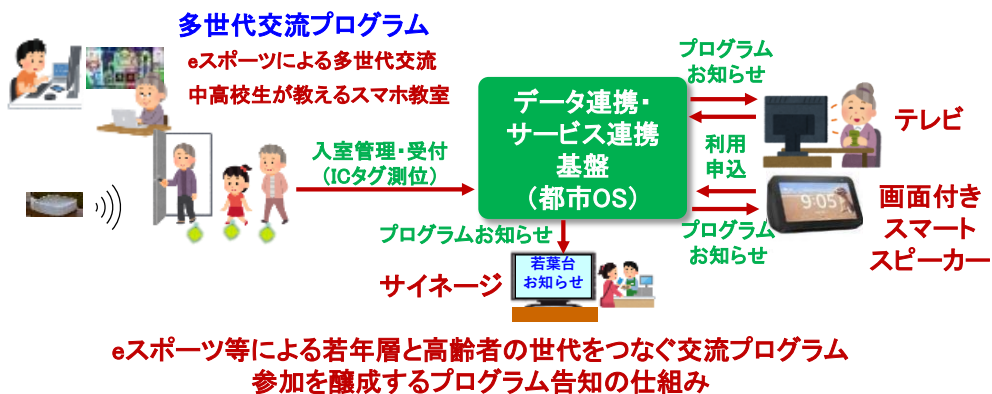 多世代交流プログラム
eスポーツによる多世代交流
中高校生が教えるスマホ教室
入室管理・受付
（ICタグ測位）
データ連携・
サービス連携
基盤
（都市OS）
プログラム
お知らせ
テレビ
利用
申込
9:05
画面付き
スマート
スピーカー
プログラム
お知らせ
プログラムお知らせ
サイネージ
若葉台
お知らせ
eスポーツ等による若年層と高齢者の世代をつなぐ交流プログラム
参加を醸成するプログラム告知の仕組み